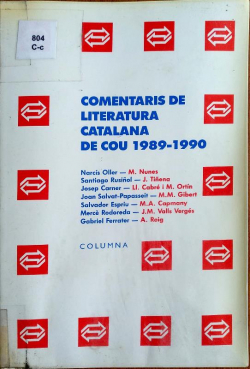 804
C-c
COMENTARIS DE
LITERATURA
CATALANA
DE COU 1989-1990
Narcís Oller — M. Nunes
Santiago Rusiñol — J. Tiñena
Josep Carner — Ll. Cabré i M. Ortín
Joan Salvat-Papasseit — M.M. Gibert
Salvador Espriu — M.A. Capmany
Mercè Rodoreda — J.M. Valls Vergés
Gabriel Ferrater — A. Roig
COLUMNA